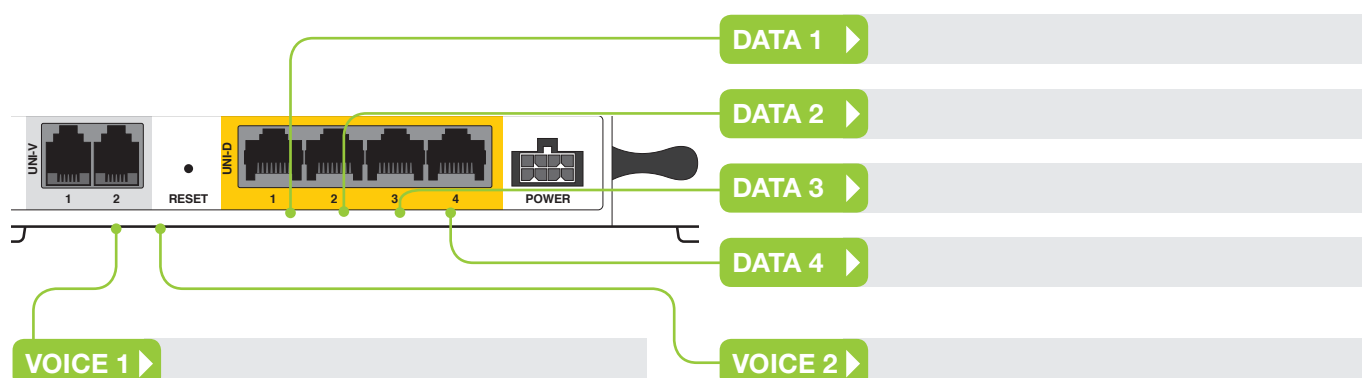 DATA 1
DATA 2
DATA 3
DATA 4
UNI-V
1 2
RESET
UNI-D
1 2 3 4
POWER
VOICE 1
VOICE 2